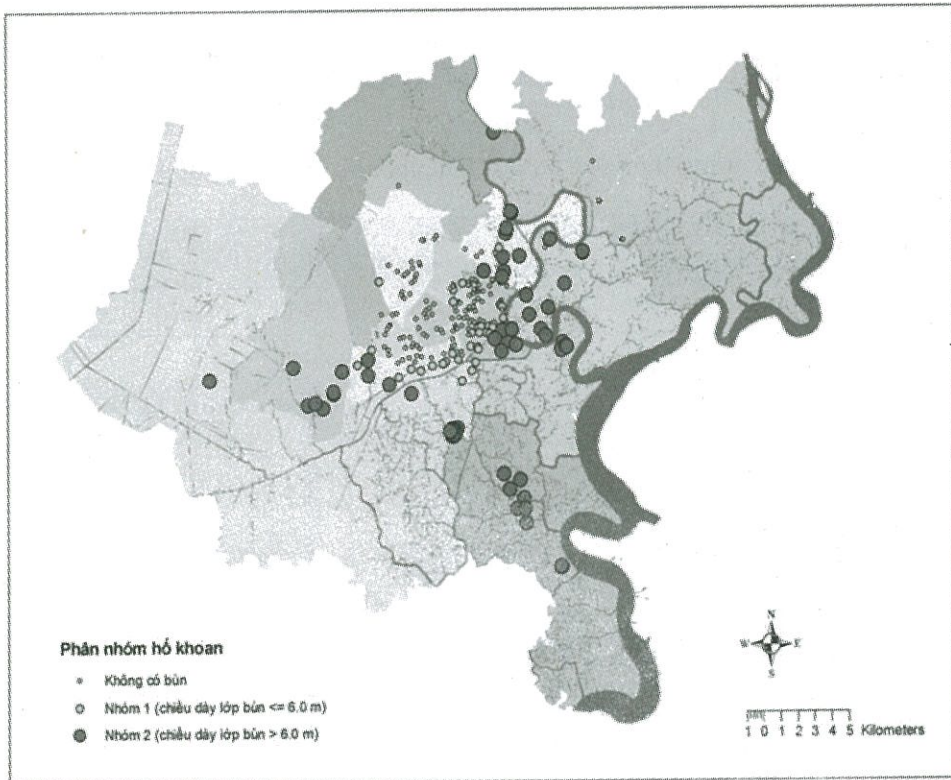 Phân nhóm hố khoan
Không có bùn
Nhóm 1 (chiều dày lớp bùn <= 6.0 m)
Nhóm 2 (chiều dày lớp bùn > 6.0 m)
N
W E
S
1 0 1 2 3 4 5 Kilometers